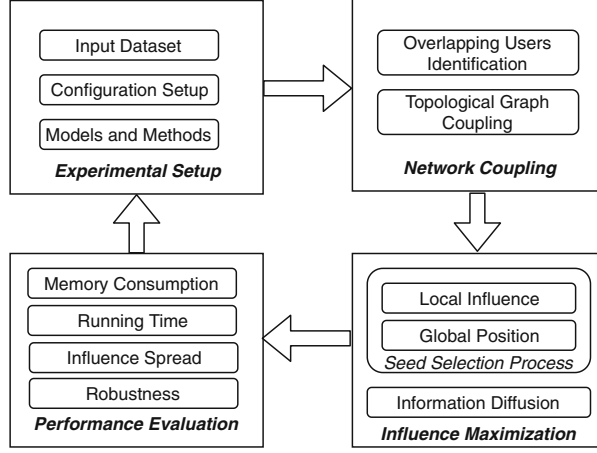 Input Dataset
Configuration Setup
Models and Methods
Experimental Setup
Overlapping Users
Identification
Topological Graph
Coupling
Network Coupling
Memory Consumption
Running Time
Influence Spread
Robustness
Performance Evaluation
Local Influence
Global Position
Seed Selection Process
Information Diffusion
Influence Maximization